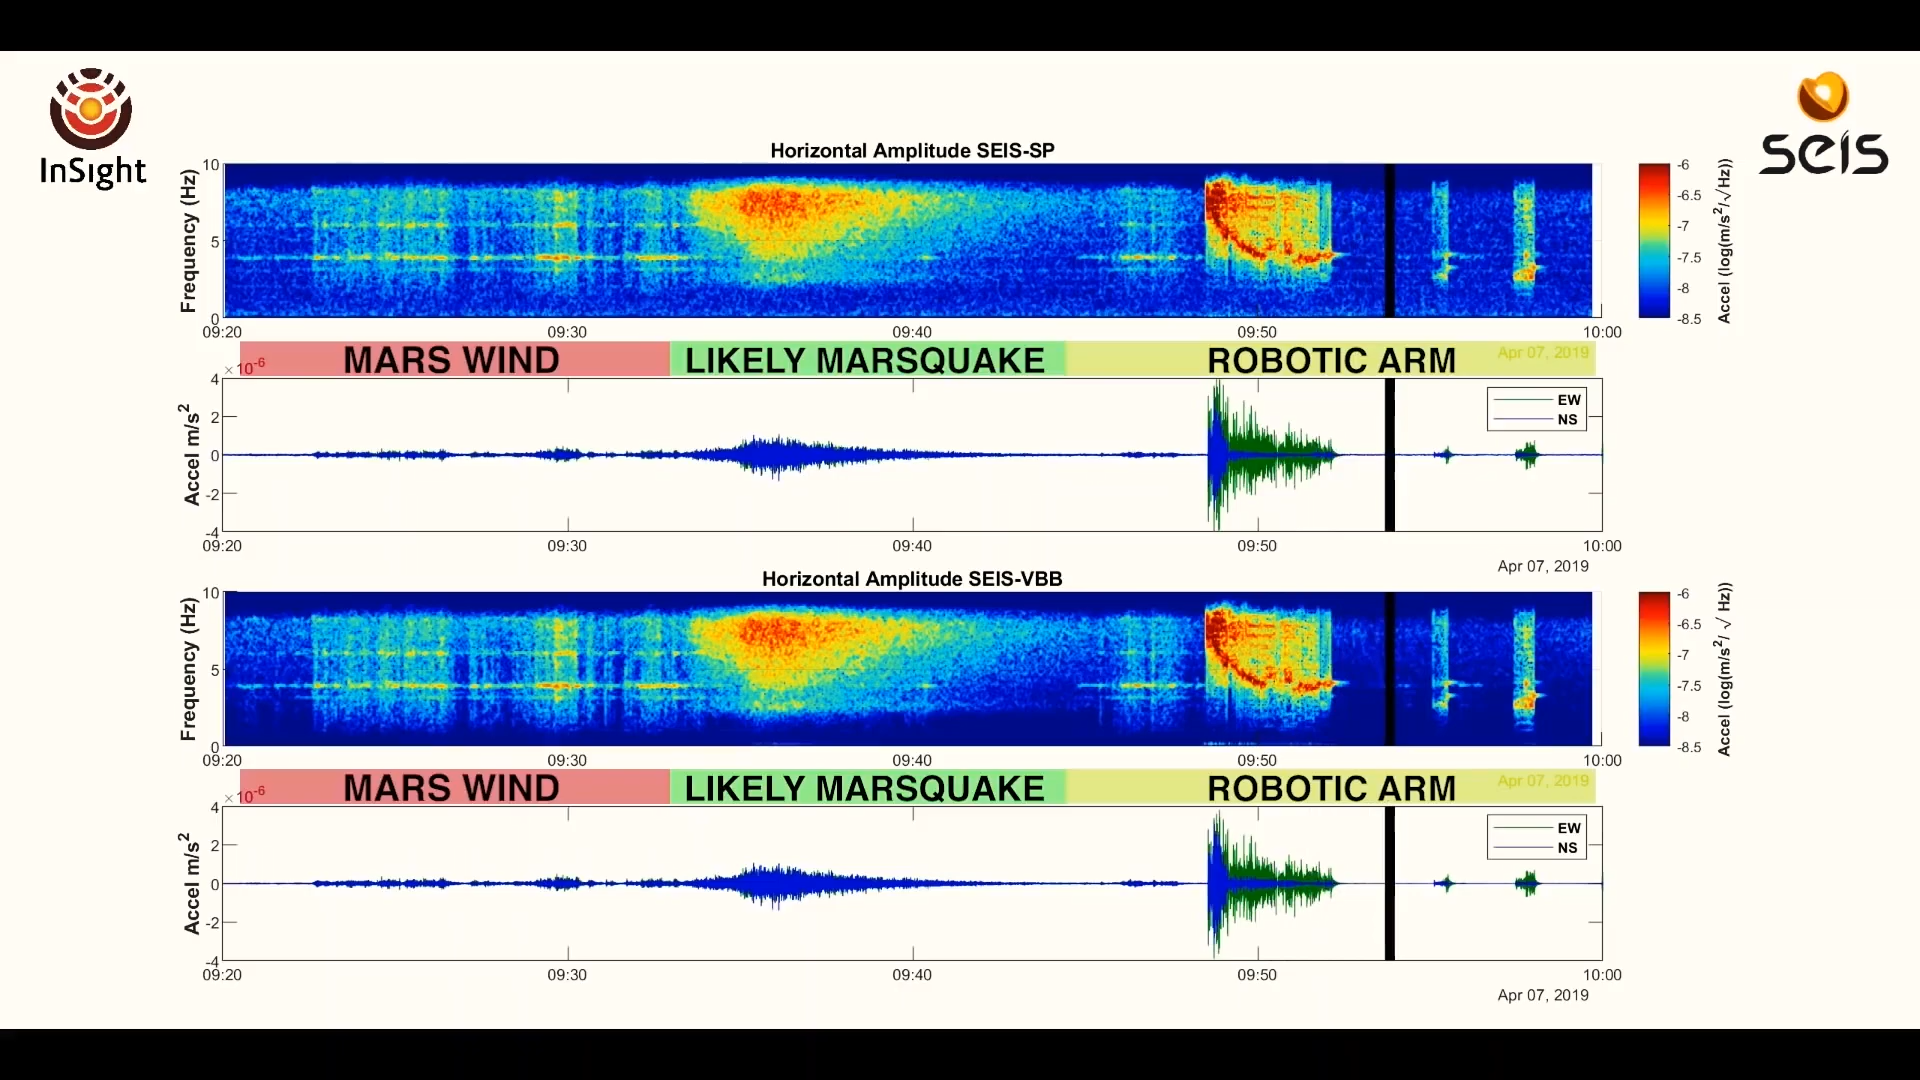 InSight
SEIS
Horizontal Amplitude SEIS-SP
Frequency (Hz)
10
5
0
09:20 09:30 09:40 09:50 10:00
-6
-6.5
-7
-7.5
-8
-8.5
Accel (log(m/s²/√Hz))
MARS WIND LIKELY MARSQUAKE ROBOTIC ARM Apr 07, 2019
× 10⁻⁶
Accel m/s²
4
2
0
-2
-4
EW
NS
09:20 09:30 09:40 09:50 10:00
Apr 07, 2019
Horizontal Amplitude SEIS-VBB
Frequency (Hz)
10
5
0
09:20 09:30 09:40 09:50 10:00
-6
-6.5
-7
-7.5
-8
-8.5
Accel (log(m/s²/ √ Hz))
MARS WIND LIKELY MARSQUAKE ROBOTIC ARM Apr 07, 2019
× 10⁻⁶
Accel m/s²
4
2
0
-2
-4
EW
NS
09:20 09:30 09:40 09:50 10:00
Apr 07, 2019